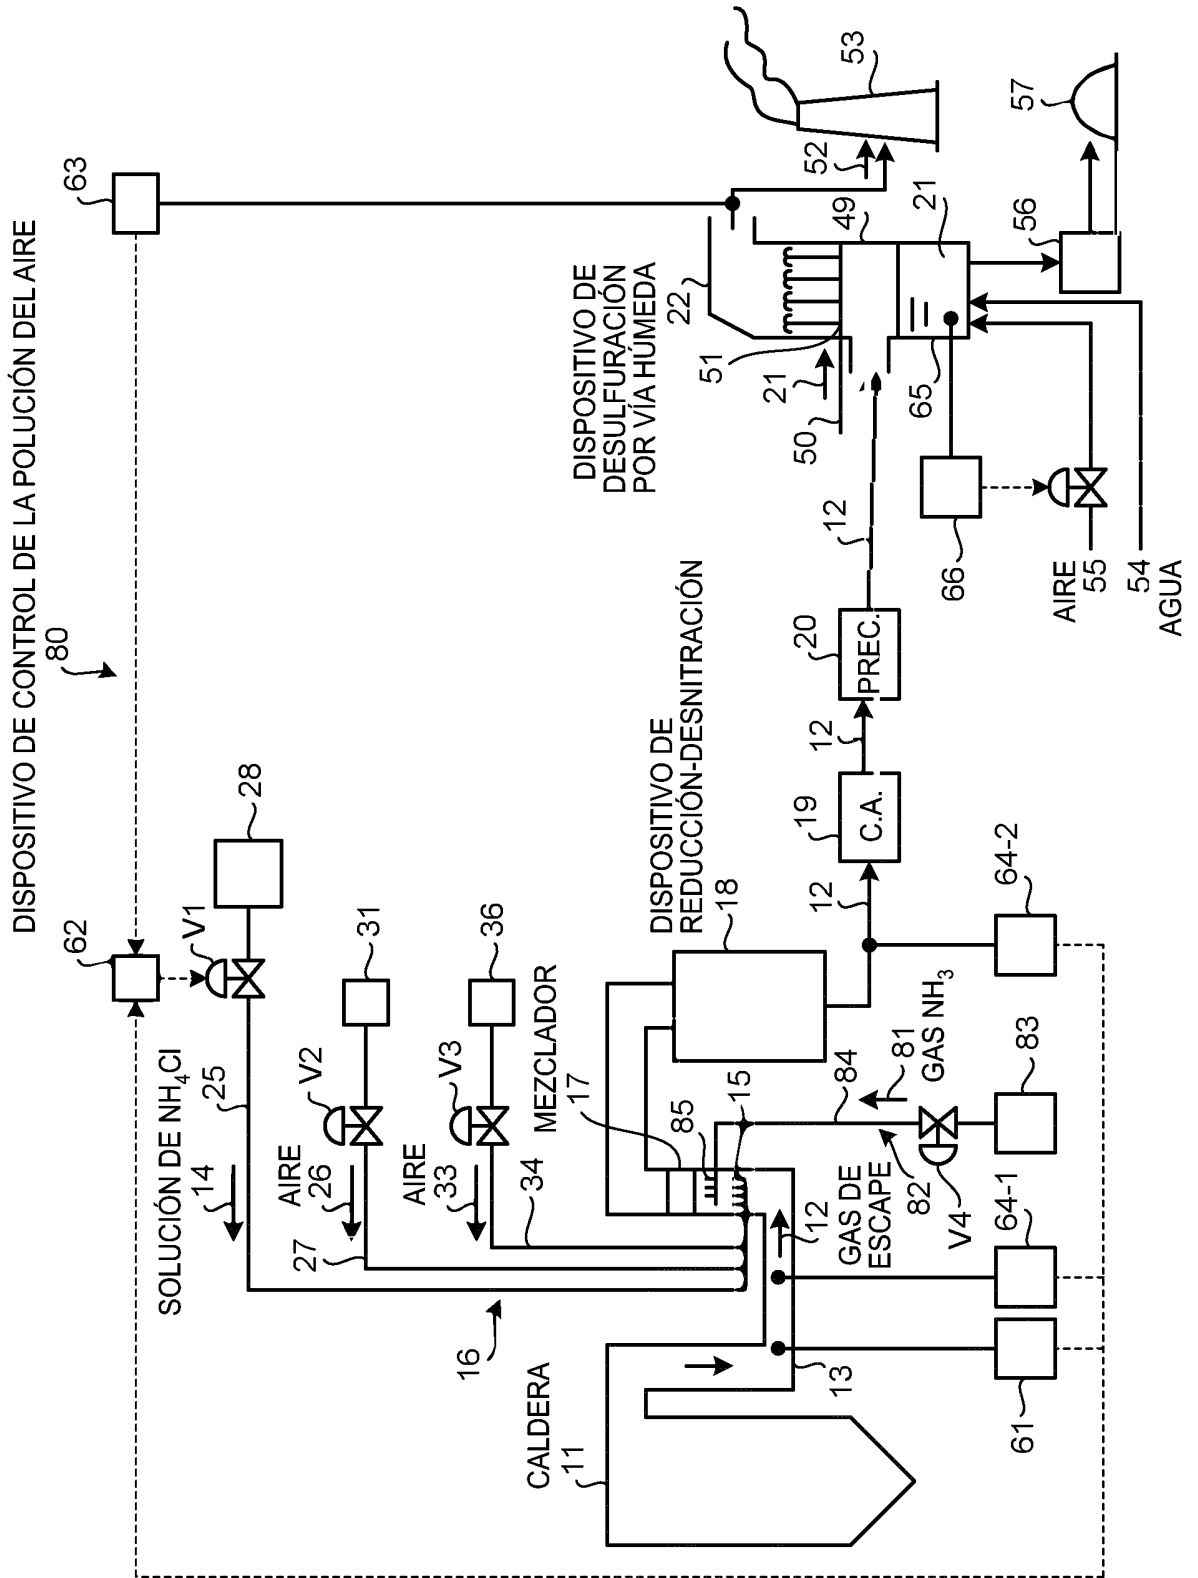 DISPOSITIVO DE CONTROL DE LA POLUCIÓN DEL AIRE
80
62
63
V1
28
SOLUCIÓN DE NH4Cl
14
25
V2
31
AIRE
26
27
V3
36
AIRE
33
34
16
MEZCLADOR
17
DISPOSITIVO DE
REDUCCIÓN-DESNITRACIÓN
18
DISPOSITIVO DE
DESULFURACIÓN
POR VÍA HÚMEDA
22
CALDERA
11
85
15
12
13
GAS DE
ESCAPE
82
84
81
GAS NH3
V4
83
61
64-1
64-2
12
19
C.A.
12
20
PREC.
12
50
21
51
49
52
53
65
21
66
56
57
AIRE
55
54
AGUA